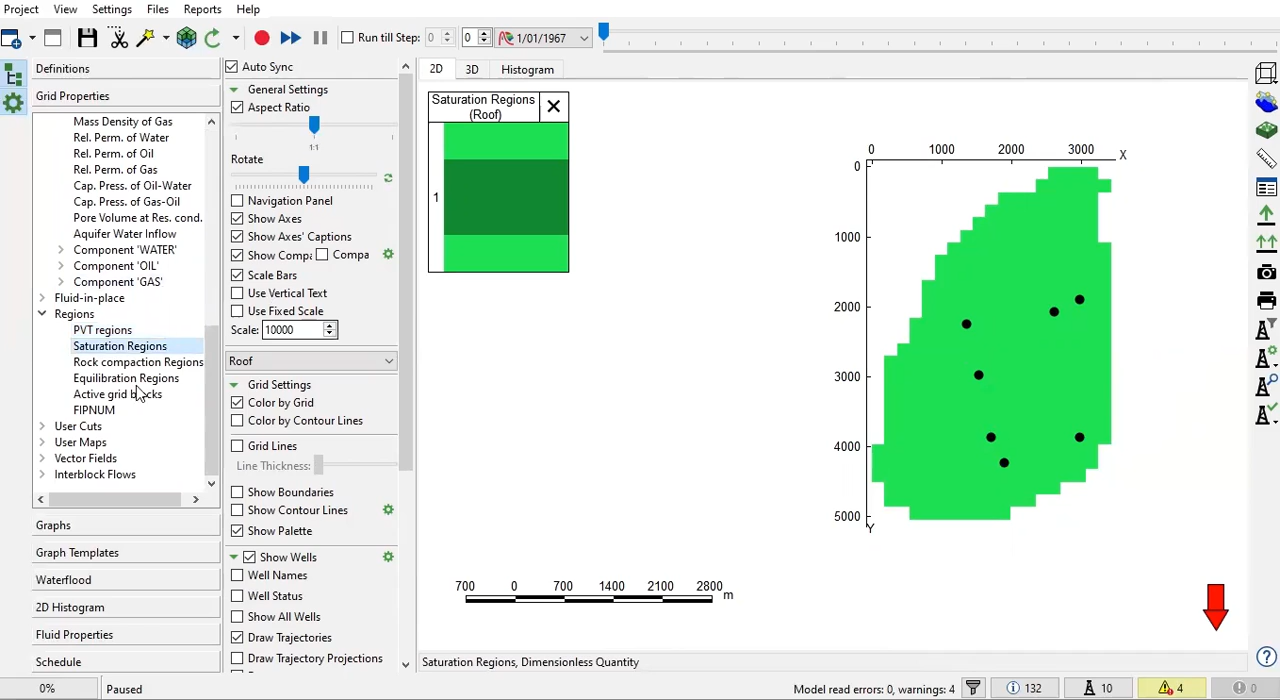 Project View Settings Files Reports Help
Run till Step: 0 0 1/01/1967
Definitions
Grid Properties
Mass Density of Gas
Rel. Perm. of Water
Rel. Perm. of Oil
Rel. Perm. of Gas
Cap. Press. of Oil-Water
Cap. Press. of Gas-Oil
Pore Volume at Res. cond.
Aquifer Water Inflow
Component 'WATER'
Component 'OIL'
Component 'GAS'
Fluid-in-place
Regions
PVT regions
Saturation Regions
Rock compaction Regions
Equilibration Regions
Active grid blocks
FIPNUM
User Cuts
User Maps
Vector Fields
Interblock Flows
Graphs
Graph Templates
Waterflood
2D Histogram
Fluid Properties
Schedule
Auto Sync
General Settings
Aspect Ratio
1:1
Rotate
Navigation Panel
Show Axes
Show Axes' Captions
Show Compa Compa
Scale Bars
Use Vertical Text
Use Fixed Scale
Scale: 10000
Roof
Grid Settings
Color by Grid
Color by Contour Lines
Grid Lines
Line Thickness:
Show Boundaries
Show Contour Lines
Show Palette
Show Wells
Well Names
Well Status
Show All Wells
Draw Trajectories
Draw Trajectory Projections
2D 3D Histogram
Saturation Regions
(Roof)
1
0 1000 2000 3000 X
0
1000
2000
3000
4000
5000
Y
700 0 700 1400 2100 2800 m
Saturation Regions, Dimensionless Quantity
0% Paused Model read errors: 0, warnings: 4 132 10 4 0